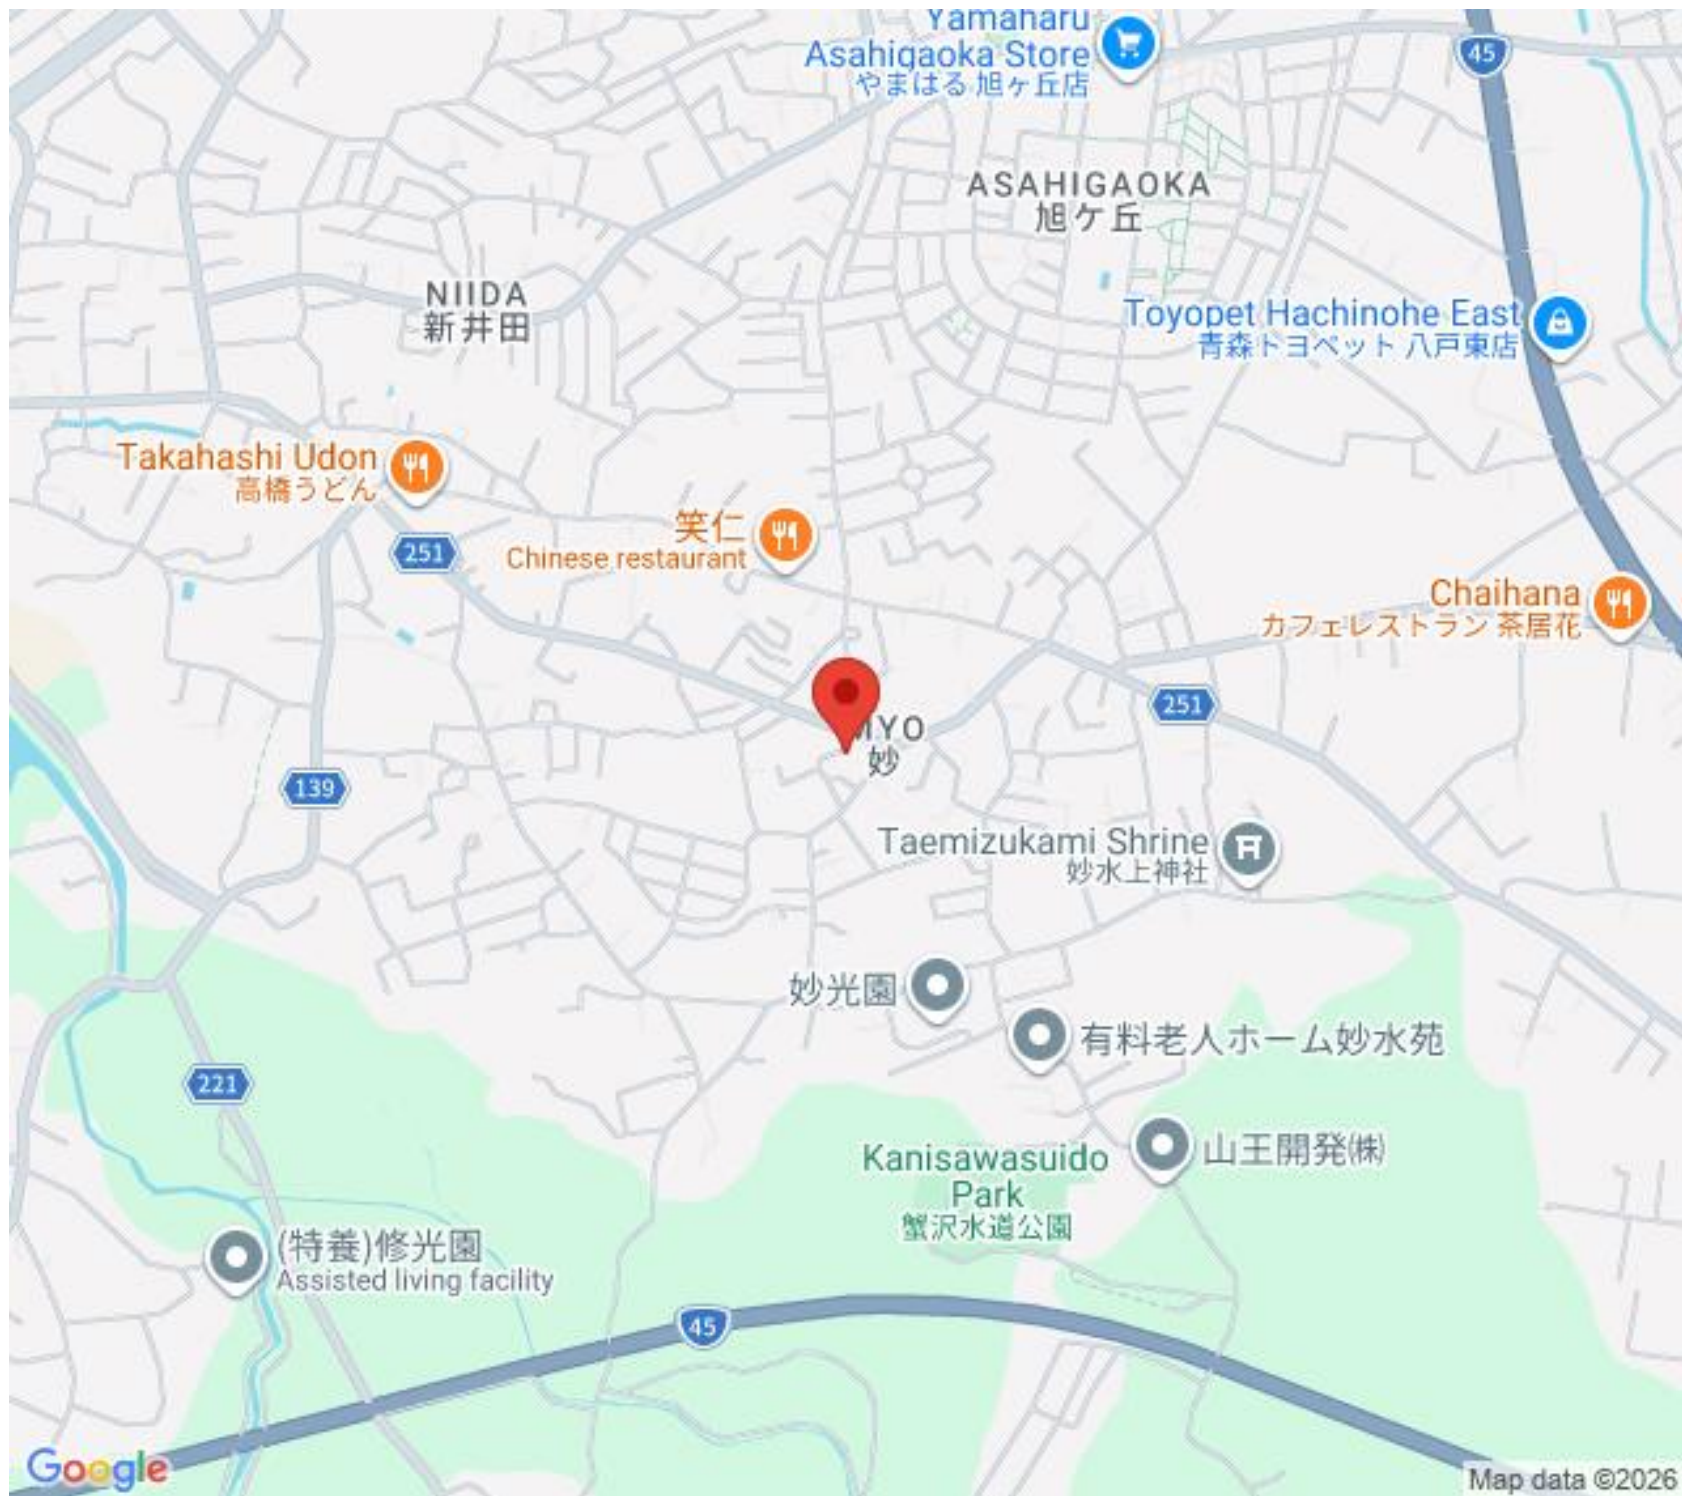 Yamaharu
Asahigaoka Store
やまはる 旭ヶ丘店
45
ASAHIGAOKA
旭ケ丘
NIIDA
新井田
Toyopet Hachinohe East
青森トヨペット 八戸東店
Takahashi Udon
高橋うどん
251
笑仁
Chinese restaurant
Chaihana
カフェレストラン 茶居花
251
MYO
妙
139
Taemizukami Shrine
妙水上神社
妙光園
有料老人ホーム妙水苑
221
Kanisawasuido
Park
蟹沢水道公園
山王開発㈱
(特養)修光園
Assisted living facility
45
Google
Map data ©2026